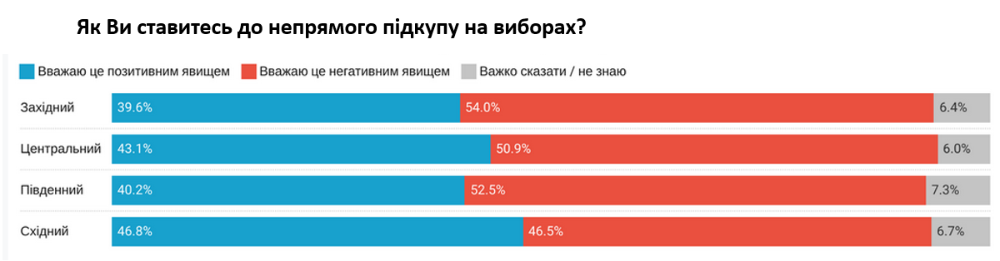 Як Ви ставитесь до непрямого підкупу на виборах?
Вважаю це позитивним явищем Вважаю це негативним явищем Важко сказати / не знаю
Західний 39.6% 54.0% 6.4%
Центральний 43.1% 50.9% 6.0%
Південний 40.2% 52.5% 7.3%
Східний 46.8% 46.5% 6.7%